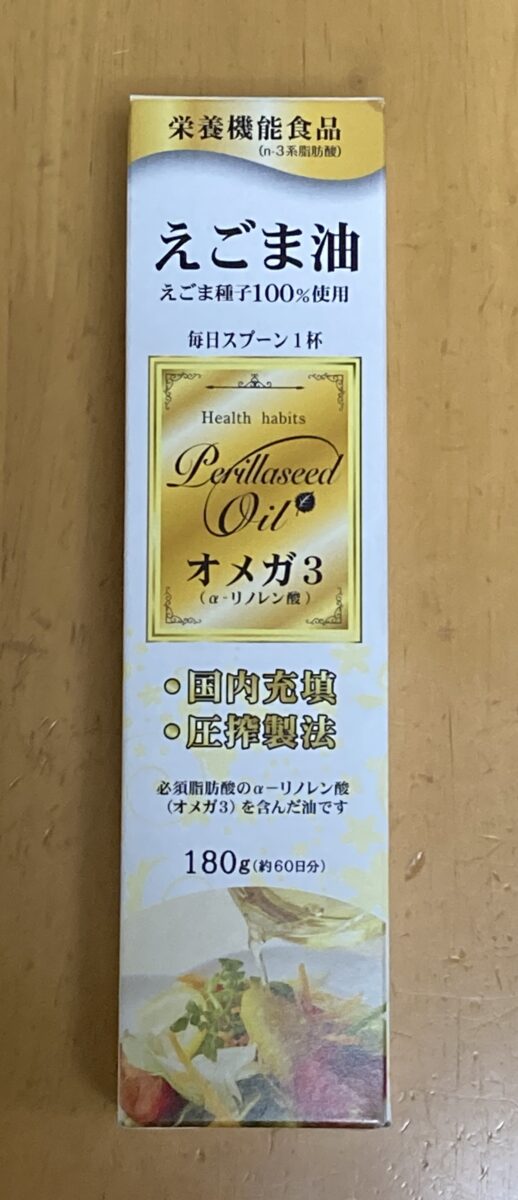 栄養機能食品
(n-3系脂肪酸)
えごま油
えごま種子100%使用
毎日スプーン1杯
Health habits
Perillaseed
Oil
オメガ3
(α-リノレン酸)
•国内充填
•圧搾製法
必須脂肪酸のα−リノレン酸
(オメガ3)を含んだ油です
180g(約60日分)